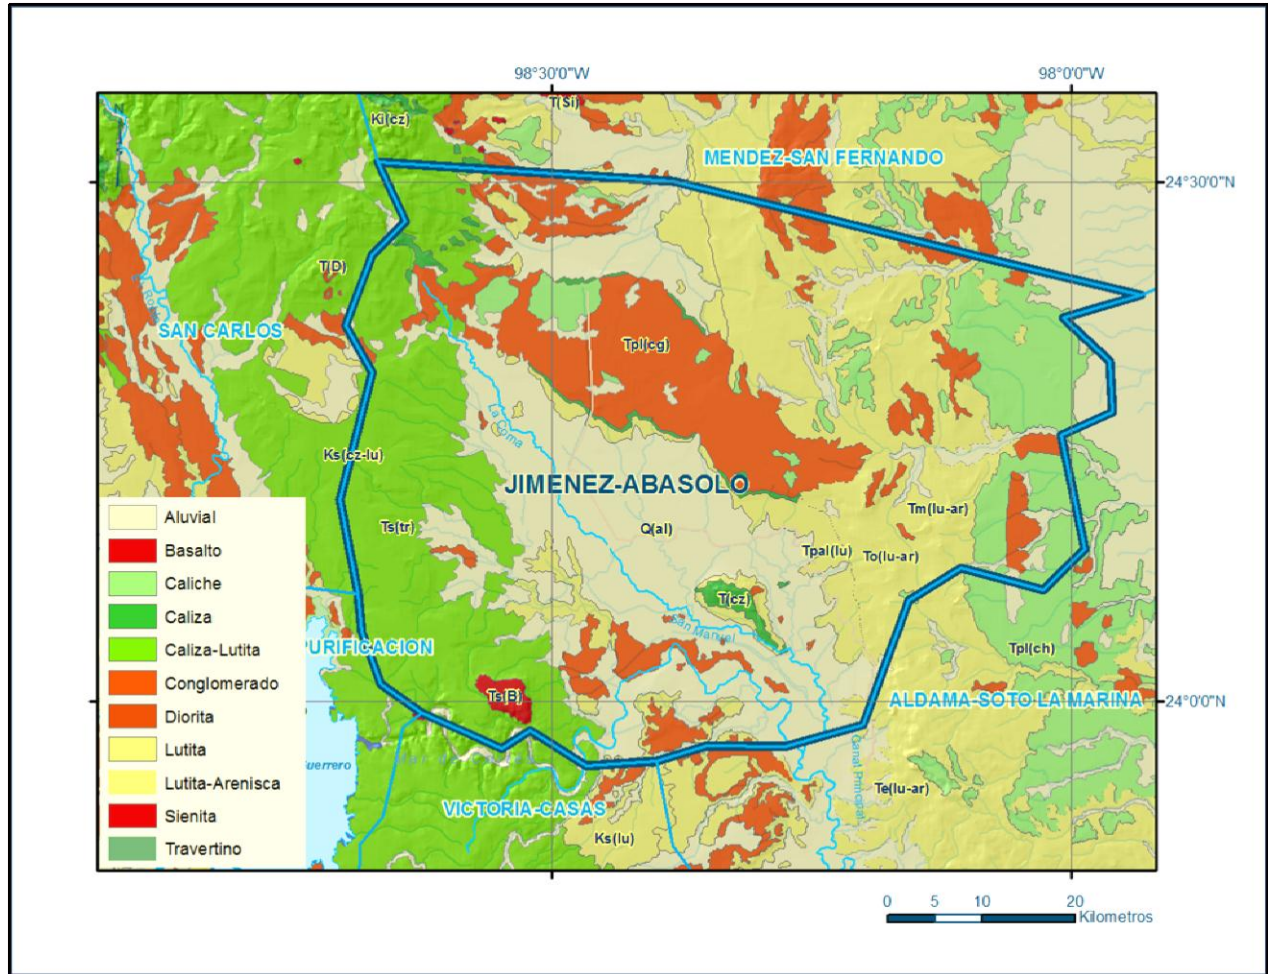 98°30'0"W
98°0'0"W
T(Si)
Ki(cz)
MENDEZ-SAN FERNANDO
24°30'0"N
T(D)
SAN CARLOS
Tpl(cg)
La Coma
Ks(cz-lu)
JIMENEZ-ABASOLO
Ts(tr)
Q(al)
Tm(lu-ar)
Tpal(lu)
To(lu-ar)
T(cz)
San Manuel
PURIFICACION
Tpl(ch)
Ts(B)
ALDAMA-SOTO LA MARINA
24°0'0"N
Guerrero
Canal Principal
Te(lu-ar)
VICTORIA-CASAS
Ks(lu)
Aluvial
Basalto
Caliche
Caliza
Caliza-Lutita
Conglomerado
Diorita
Lutita
Lutita-Arenisca
Sienita
Travertino
0 5 10 20
Kilometros